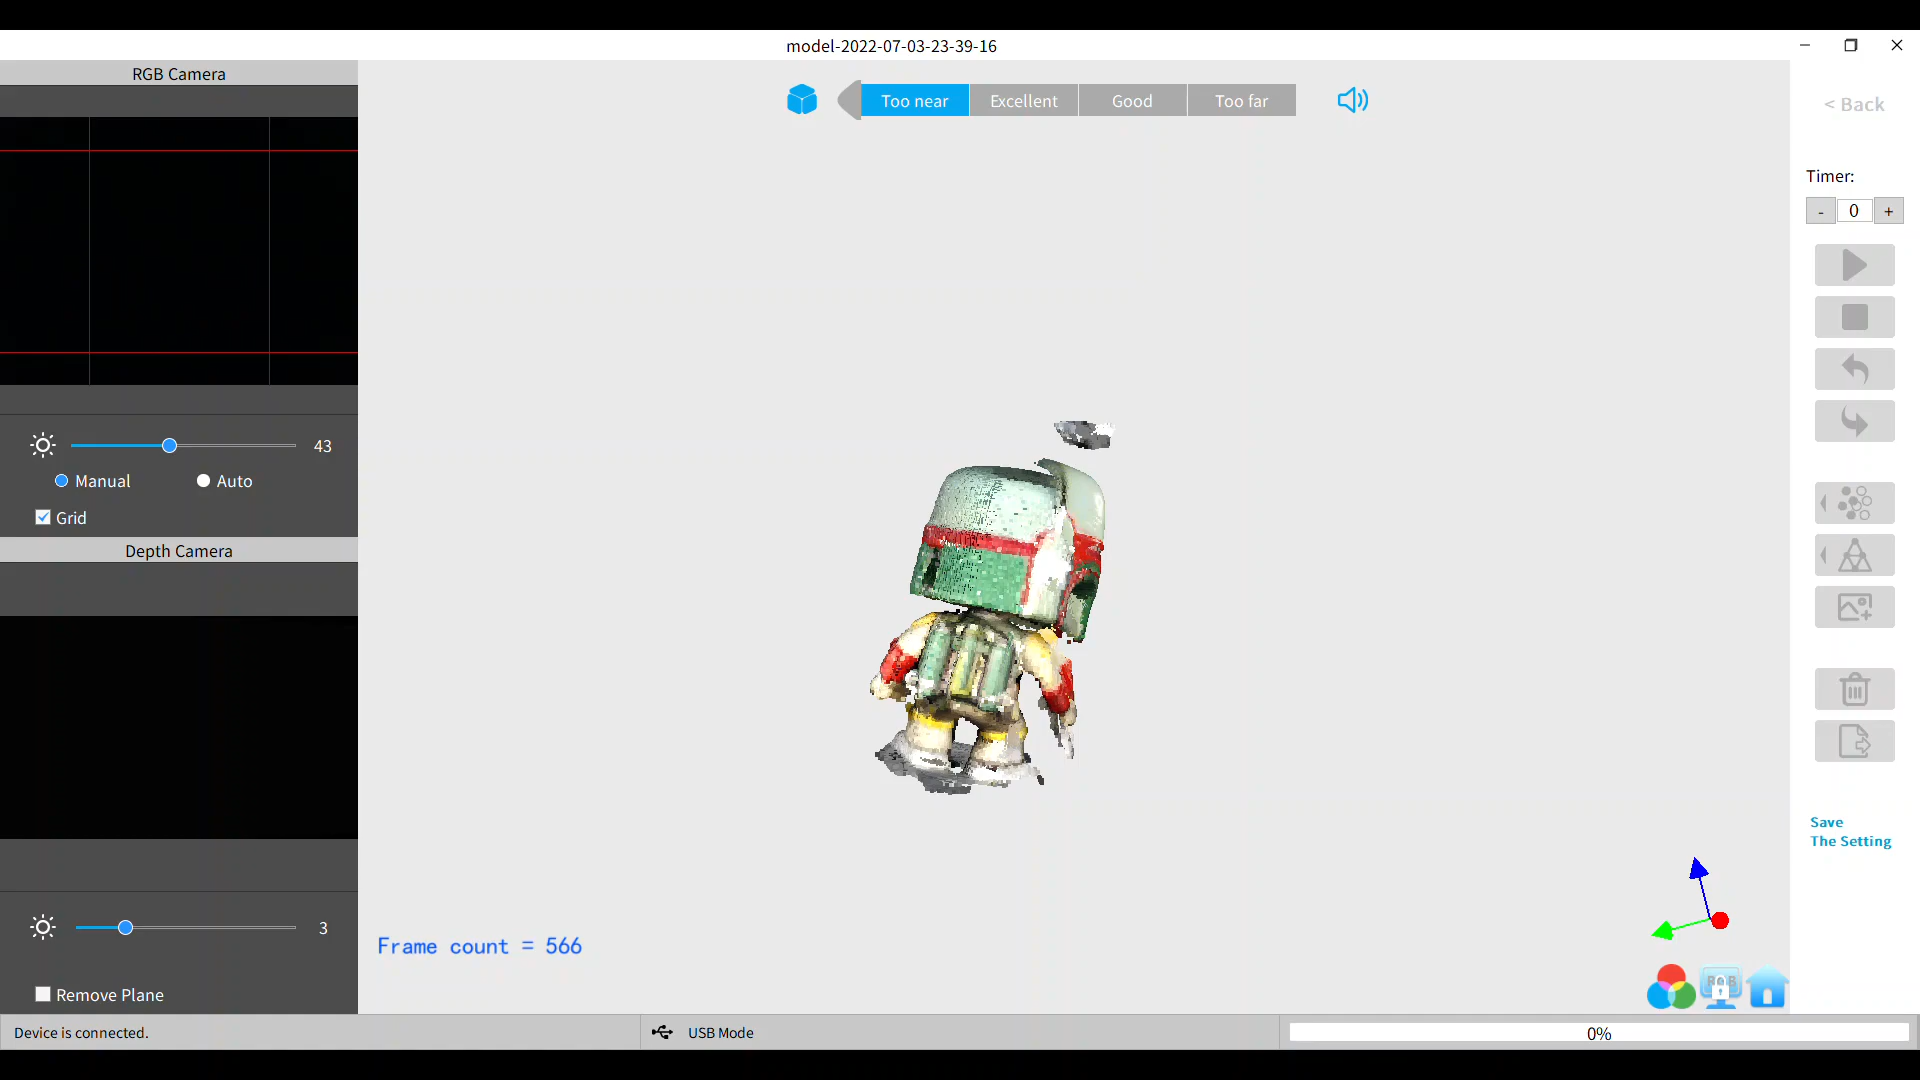 model-2022-07-03-23-39-16
RGB Camera
43
Manual
Auto
Grid
Depth Camera
3
Remove Plane
Too near
Excellent
Good
Too far
Frame count = 566
RGB
< Back
Timer:
- 0 +
Save
The Setting
Device is connected.
USB Mode
0%